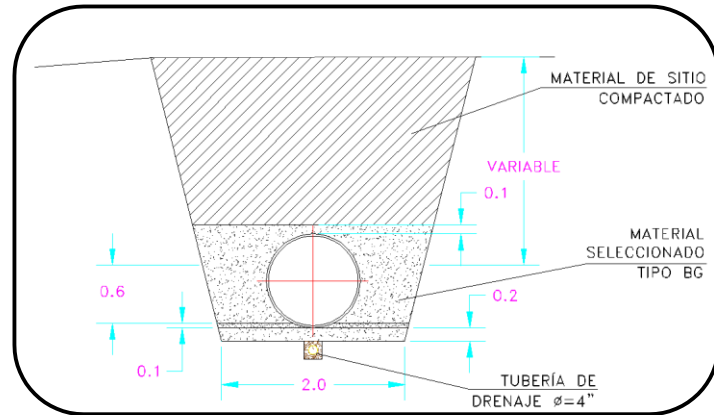 MATERIAL DE SITIO
COMPACTADO
VARIABLE
0.1
MATERIAL
SELECCIONADO
TIPO BG
0.6
0.2
0.1
2.0
TUBERÍA DE
DRENAJE ø=4"